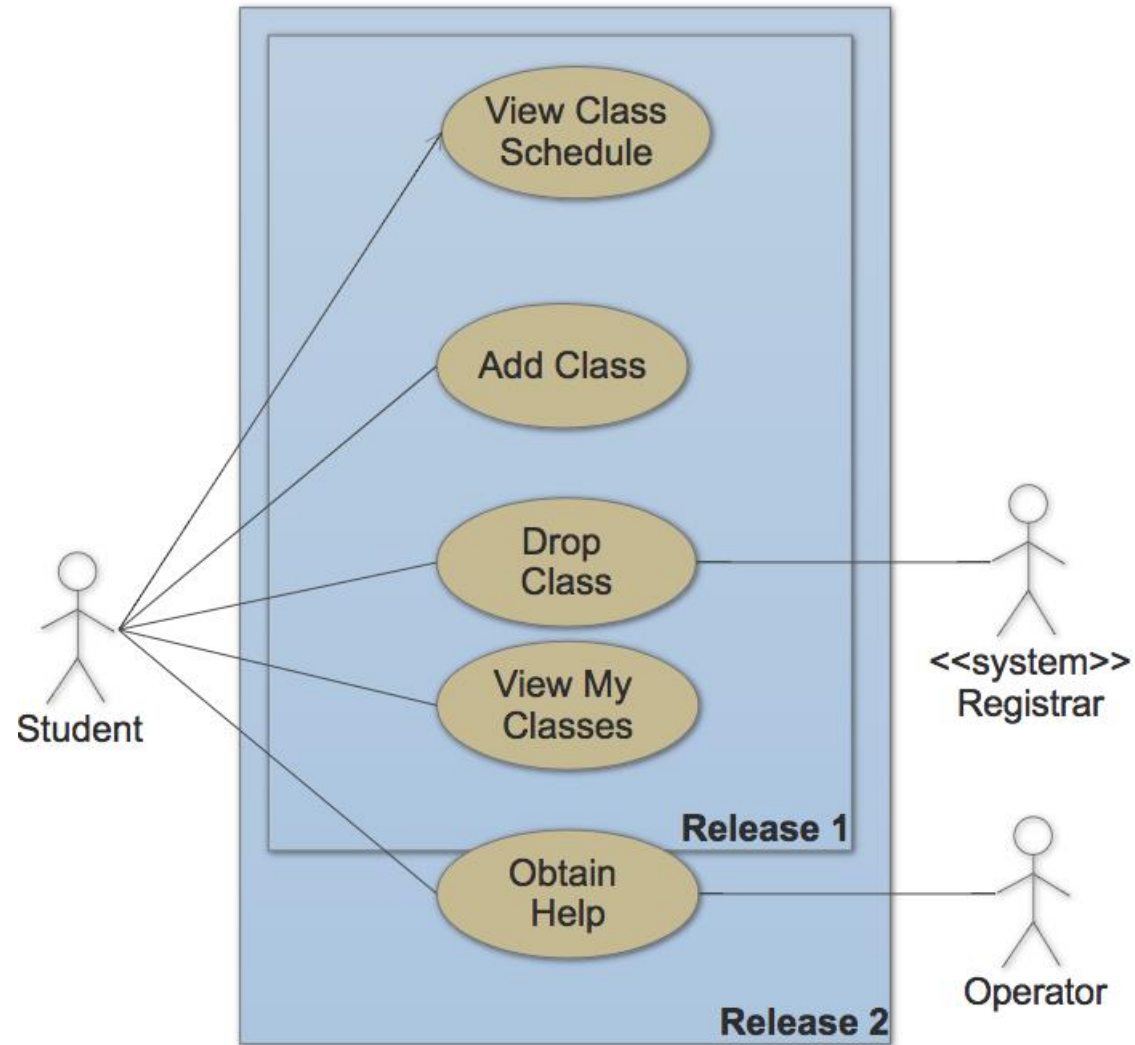 View Class
Schedule
Add Class
Drop
Class
View My
Classes
Release 1
Obtain
Help
Release 2
Student
<<system>>
Registrar
Operator